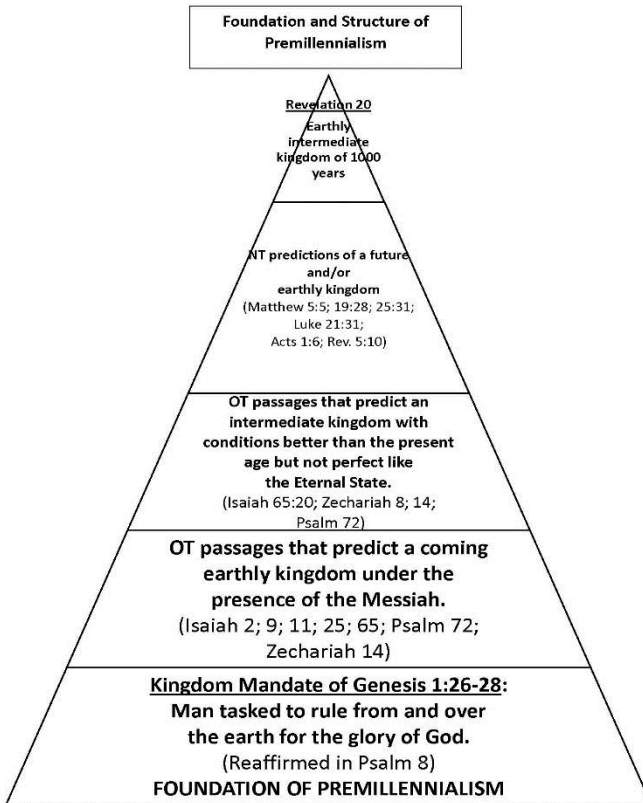 Foundation and Structure of
Premillennialism
Revelation 20
Earthly
intermediate
kingdom of 1000
years
NT predictions of a future
and/or
earthly kingdom
(Matthew 5:5; 19:28; 25:31;
Luke 21:31;
Acts 1:6; Rev. 5:10)
OT passages that predict an
intermediate kingdom with
conditions better than the present
age but not perfect like
the Eternal State.
(Isaiah 65:20; Zechariah 8; 14;
Psalm 72)
OT passages that predict a coming
earthly kingdom under the
presence of the Messiah.
(Isaiah 2; 9; 11; 25; 65; Psalm 72;
Zechariah 14)
Kingdom Mandate of Genesis 1:26-28:
Man tasked to rule from and over
the earth for the glory of God.
(Reaffirmed in Psalm 8)
FOUNDATION OF PREMILLENNIALISM